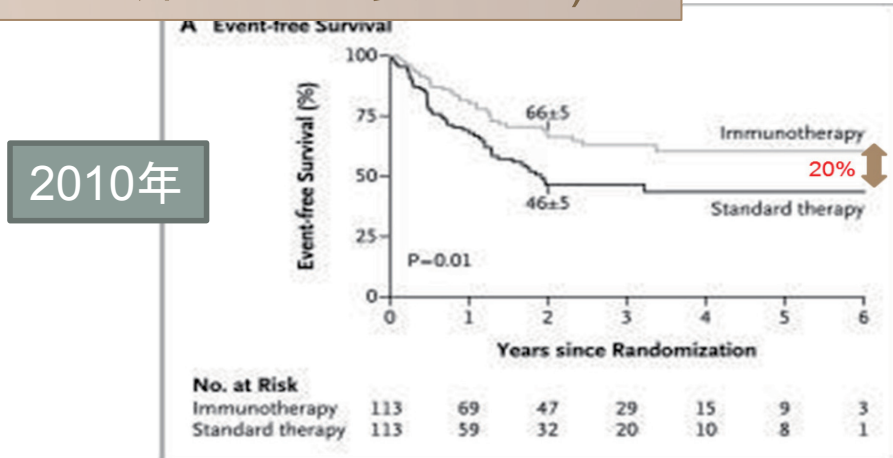 A Event-free Survival
2010年
Event-free Survival (%)
100
75
50
25
0
66±5
46±5
Immunotherapy
20%
Standard therapy
P=0.01
0 1 2 3 4 5 6
Years since Randomization
No. at Risk
Immunotherapy 113 69 47 29 15 9 3
Standard therapy 113 59 32 20 10 8 1